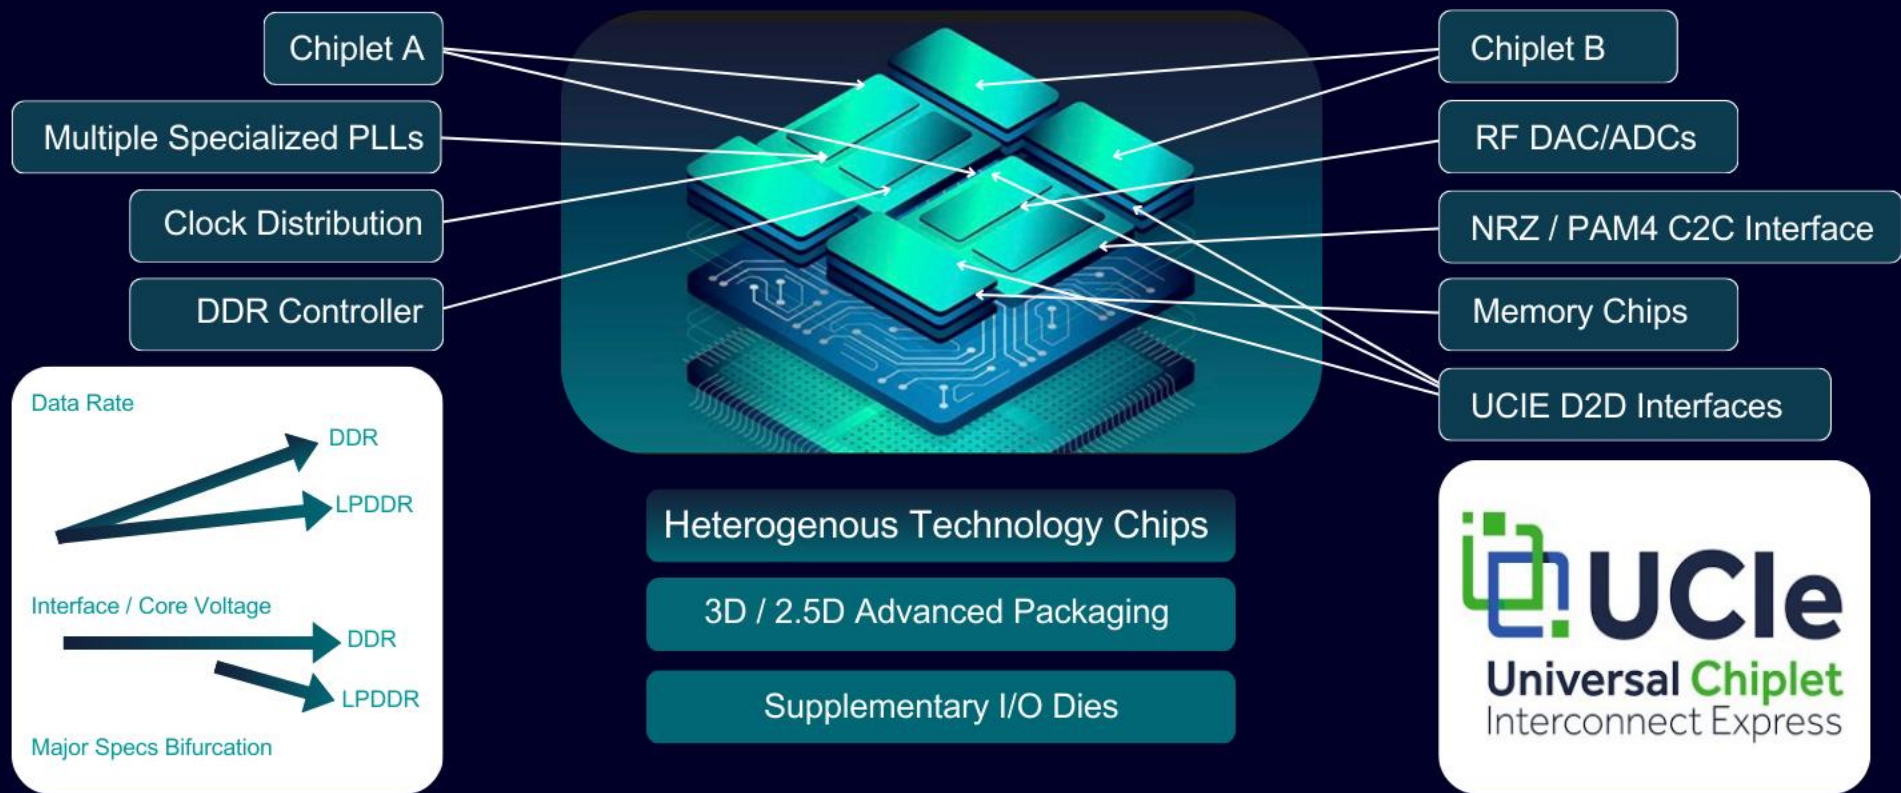 Chiplet A
Multiple Specialized PLLs
Clock Distribution
DDR Controller
Chiplet B
RF DAC/ADCs
NRZ / PAM4 C2C Interface
Memory Chips
UCIE D2D Interfaces
Data Rate
DDR
LPDDR
Interface / Core Voltage
DDR
LPDDR
Major Specs Bifurcation
Heterogenous Technology Chips
3D / 2.5D Advanced Packaging
Supplementary I/O Dies
UCIe
Universal Chiplet
Interconnect Express